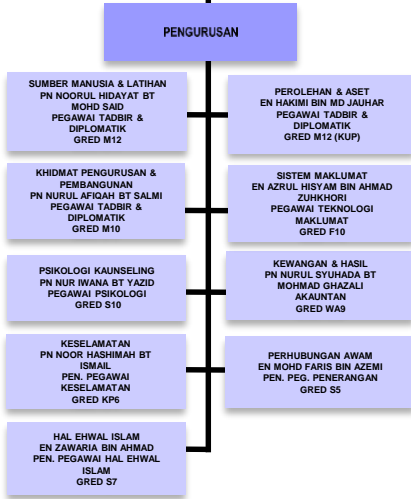 PENGURUSAN
SUMBER MANUSIA & LATIHAN
PN NOORUL HIDAYAT BT
MOHD SAID
PEGAWAI TADBIR &
DIPLOMATIK
GRED M12
PEROLEHAN & ASET
EN HAKIMI BIN MD JAUHAR
PEGAWAI TADBIR &
DIPLOMATIK
GRED M12 (KUP)
KHIDMAT PENGURUSAN &
PEMBANGUNAN
PN NURUL AFIQAH BT SALMI
PEGAWAI TADBIR &
DIPLOMATIK
GRED M10
SISTEM MAKLUMAT
EN AZRUL HISYAM BIN AHMAD
ZUHKHORI
PEGAWAI TEKNOLOGI
MAKLUMAT
GRED F10
PSIKOLOGI KAUNSELING
PN NUR IWANA BT YAZID
PEGAWAI PSIKOLOGI
GRED S10
KEWANGAN & HASIL
PN NURUL SYUHADA BT
MOHMAD GHAZALI
AKAUNTAN
GRED WA9
KESELAMATAN
PN NOOR HASHIMAH BT
ISMAIL
PEN. PEGAWAI
KESELAMATAN
GRED KP6
PERHUBUNGAN AWAM
EN MOHD FARIS BIN AZEMI
PEN. PEG. PENERANGAN
GRED S5
HAL EHWAL ISLAM
EN ZAWARIA BIN AHMAD
PEN. PEGAWAI HAL EHWAL
ISLAM
GRED S7